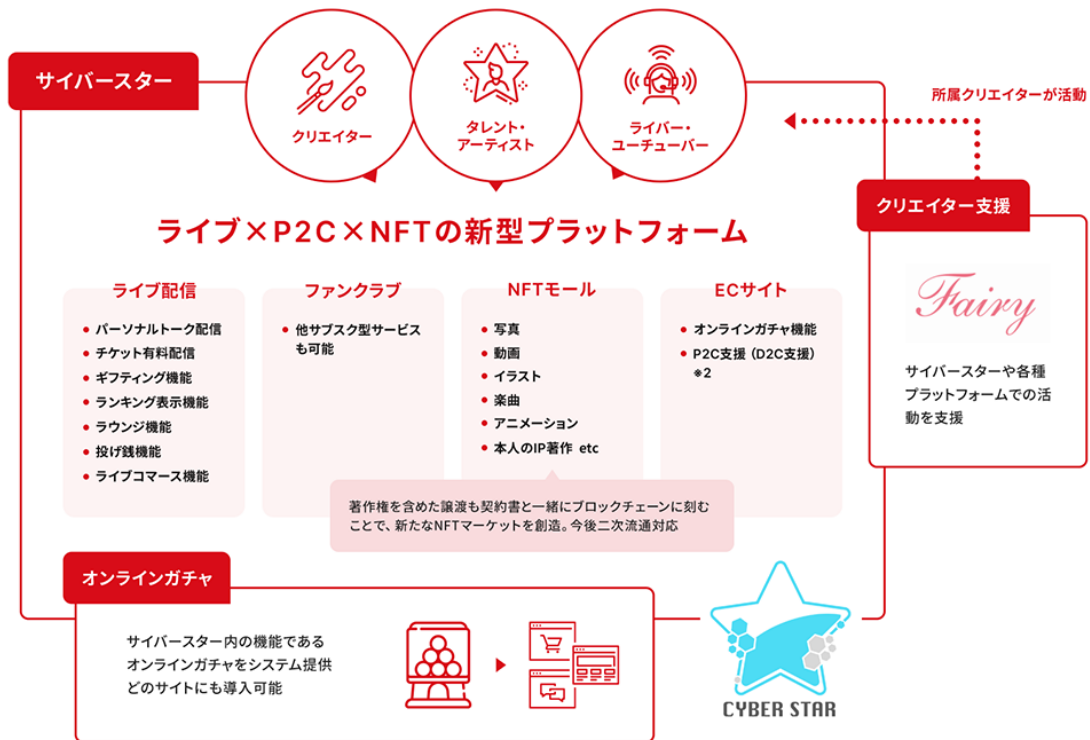 サイバースター
クリエイター
タレント・
アーティスト
ライバー・
ユーチューバー
所属クリエイターが活動
クリエイター支援
Fairy
サイバースターや各種
プラットフォームでの活
動を支援
ライブ×P2C×NFTの新型プラットフォーム
ライブ配信
• パーソナルトーク配信
• チケット有料配信
• ギフティング機能
• ランキング表示機能
• ラウンジ機能
• 投げ銭機能
• ライブコマース機能
ファンクラブ
• 他サブスク型サービス
も可能
NFTモール
• 写真
• 動画
• イラスト
• 楽曲
• アニメーション
• 本人のIP著作 etc
ECサイト
• オンラインガチャ機能
• P2C支援（D2C支援）
※2
著作権を含めた譲渡も契約書と一緒にブロックチェーンに刻む
ことで、新たなNFTマーケットを創造。今後二次流通対応
オンラインガチャ
サイバースター内の機能である
オンラインガチャをシステム提供
どのサイトにも導入可能
CYBER STAR